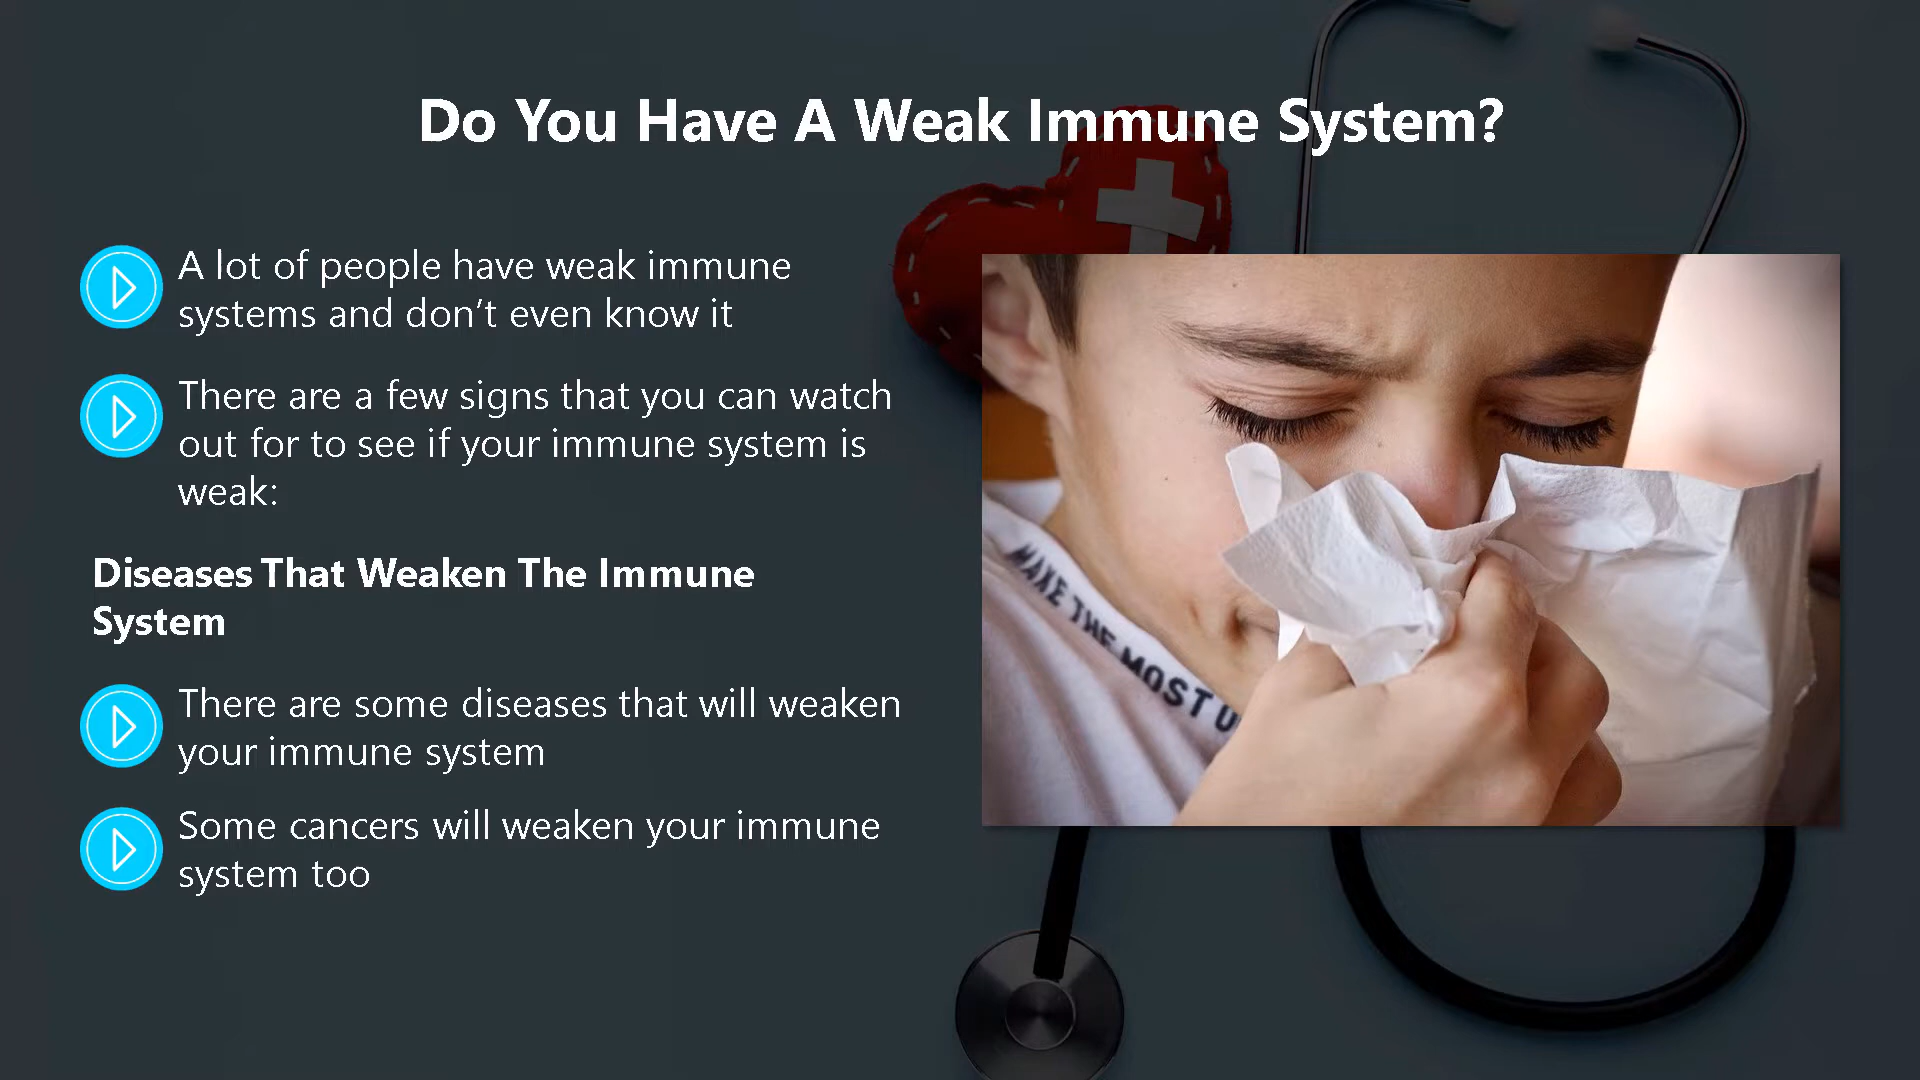 Do You Have A Weak Immune System?
A lot of people have weak immune
systems and don’t even know it
There are a few signs that you can watch
out for to see if your immune system is
weak:
Diseases That Weaken The Immune
System
There are some diseases that will weaken
your immune system
Some cancers will weaken your immune
system too
MAKE THE MOST